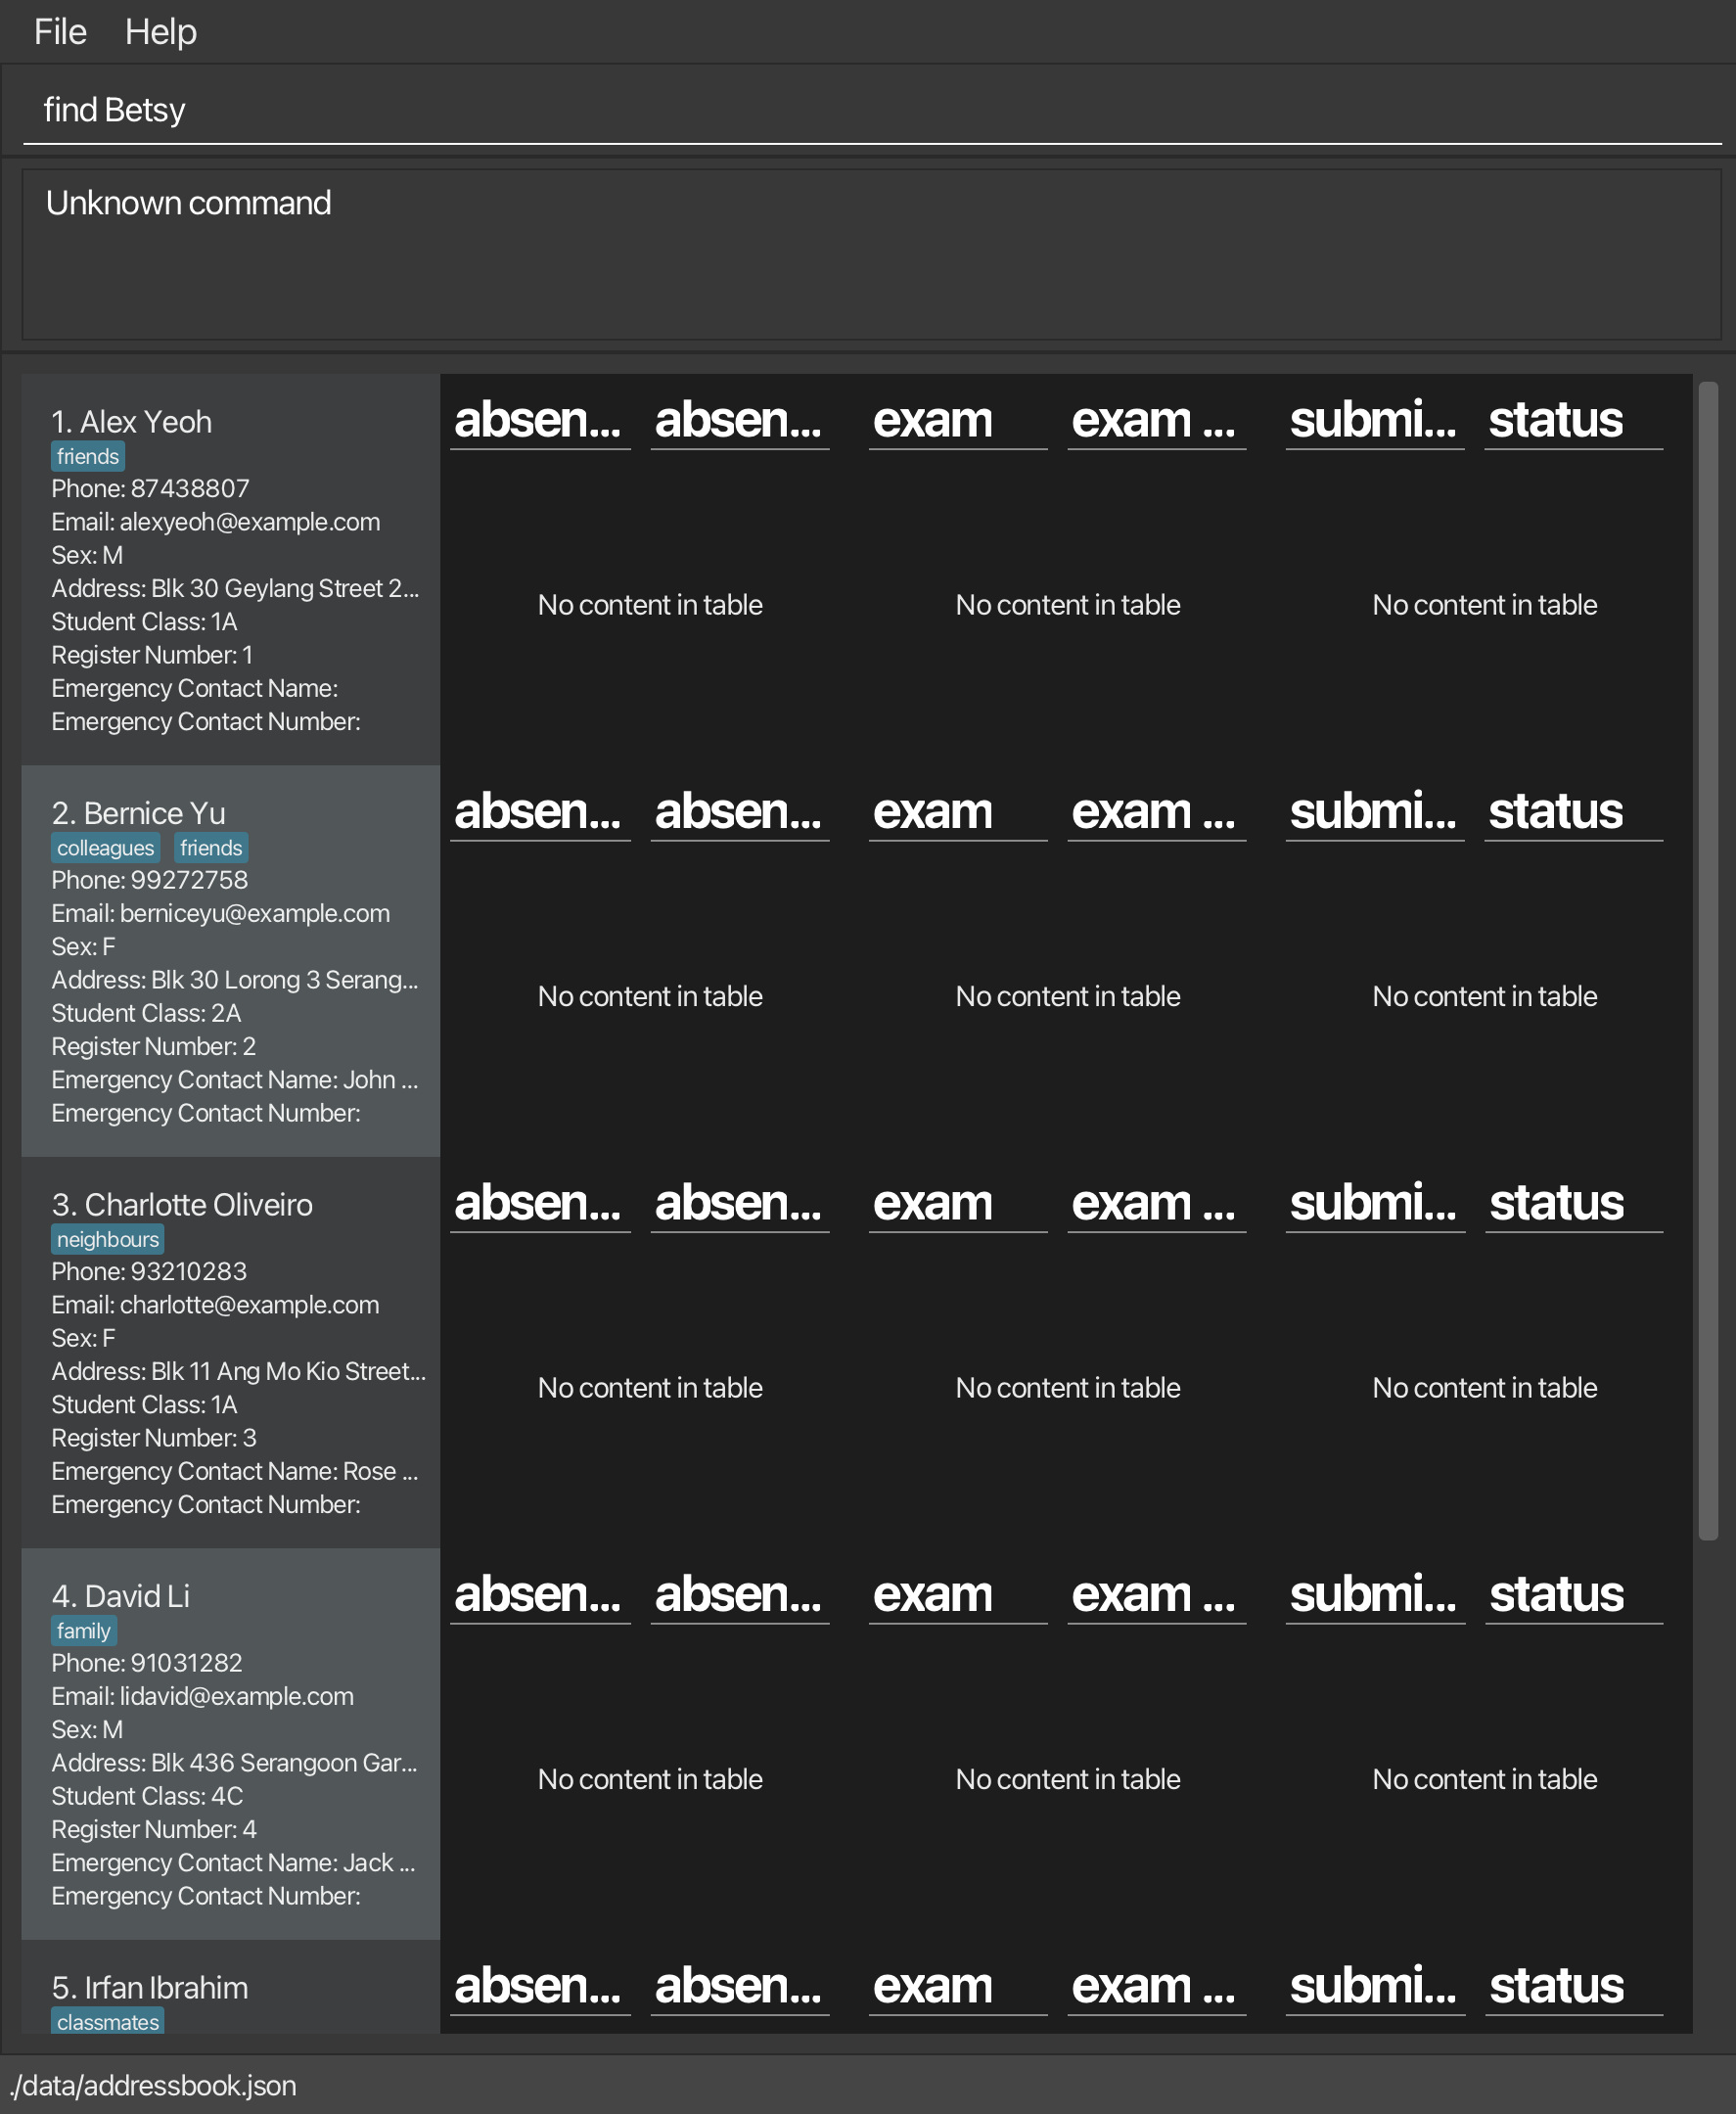 File Help
find Betsy
Unknown command
1. Alex Yeoh
friends
Phone: 87438807
Email: alexyeoh@example.com
Sex: M
Address: Blk 30 Geylang Street 2...
Student Class: 1A
Register Number: 1
Emergency Contact Name:
Emergency Contact Number:
absen... absen... exam exam ... submi... status
No content in table No content in table No content in table
2. Bernice Yu
colleagues friends
Phone: 99272758
Email: berniceyu@example.com
Sex: F
Address: Blk 30 Lorong 3 Serang...
Student Class: 2A
Register Number: 2
Emergency Contact Name: John ...
Emergency Contact Number:
absen... absen... exam exam ... submi... status
No content in table No content in table No content in table
3. Charlotte Oliveiro
neighbours
Phone: 93210283
Email: charlotte@example.com
Sex: F
Address: Blk 11 Ang Mo Kio Street...
Student Class: 1A
Register Number: 3
Emergency Contact Name: Rose ...
Emergency Contact Number:
absen... absen... exam exam ... submi... status
No content in table No content in table No content in table
4. David Li
family
Phone: 91031282
Email: lidavid@example.com
Sex: M
Address: Blk 436 Serangoon Gar...
Student Class: 4C
Register Number: 4
Emergency Contact Name: Jack ...
Emergency Contact Number:
absen... absen... exam exam ... submi... status
No content in table No content in table No content in table
5. Irfan Ibrahim
classmates
absen... absen... exam exam ... submi... status
./data/addressbook.json